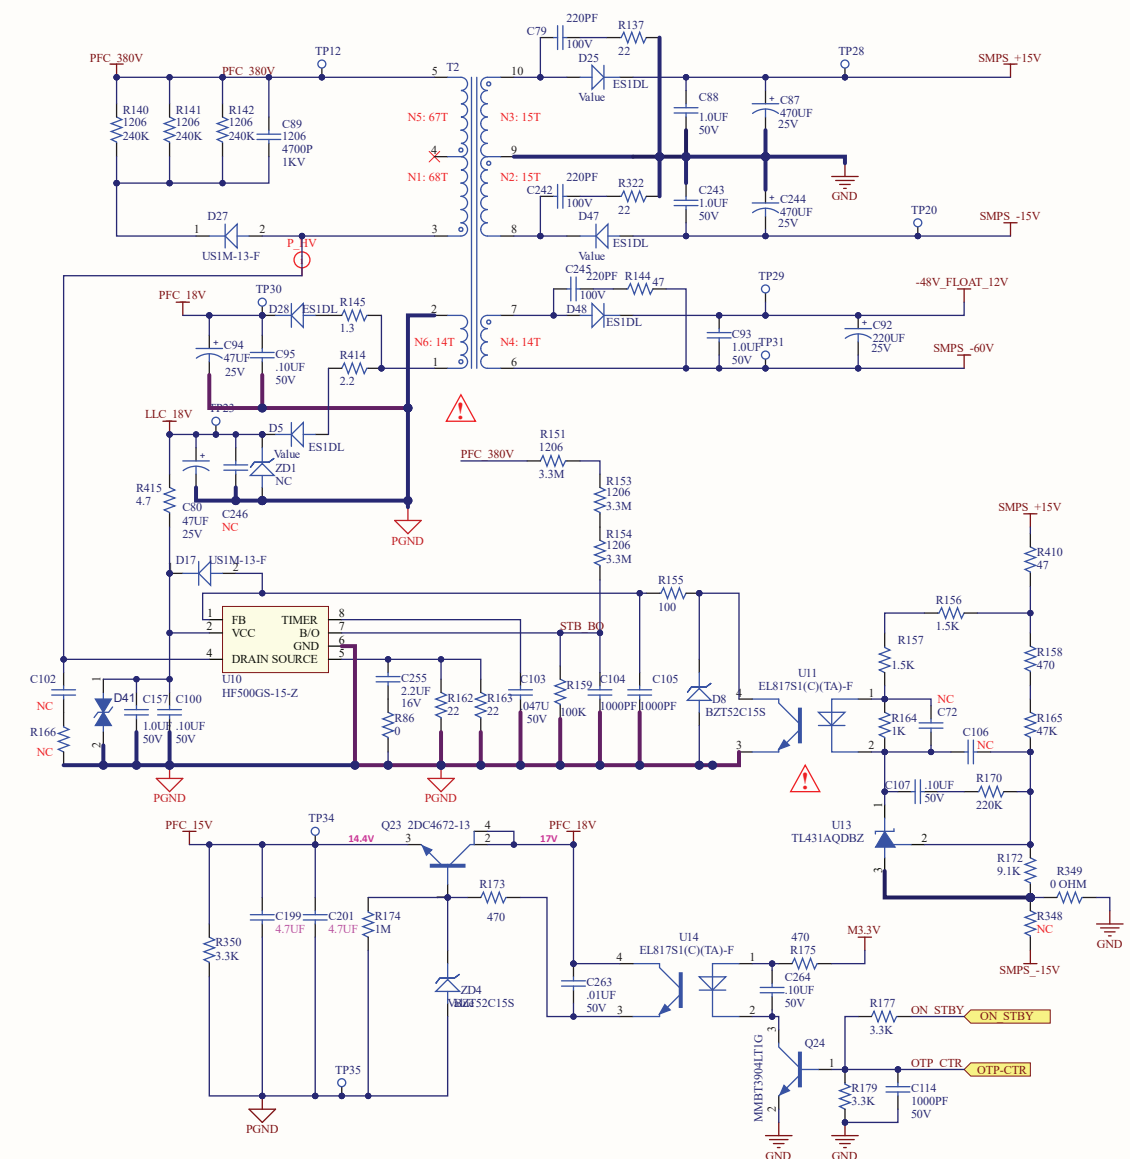 PFC_380V
PFC_380V
TP12
R140
1206
240K
R141
1206
240K
R142
1206
240K
C89
1206
4700P
1KV
D27
1
2
US1M-13-F
P_HV
5
T2
10
N5: 67T
N3: 15T
4
9
N1: 68T
N2: 15T
3
8
2
7
N6: 14T
N4: 14T
1
6
C79
220PF
100V
R137
22
D25
ES1DL
Value
C88
1.0UF
50V
C87
470UF
25V
TP28
SMPS_+15V
GND
C242
220PF
100V
R322
22
D47
ES1DL
Value
C243
1.0UF
50V
C244
470UF
25V
TP20
SMPS_-15V
C245
220PF
100V
R144
47
D48
ES1DL
TP29
-48V_FLOAT_12V
C93
1.0UF
50V
TP31
C92
220UF
25V
SMPS_-60V
PFC_18V
TP30
D28
ES1DL
R145
1.3
C94
47UF
25V
C95
.10UF
50V
R414
2.2
LLC_18V
TP23
D5
ES1DL
Value
ZD1
NC
R415
4.7
C80
47UF
25V
C246
NC
PGND
PFC_380V
R151
1206
3.3M
R153
1206
3.3M
R154
1206
3.3M
D17
US1M-13-F
2
R155
100
1
FB
TIMER
8
2
VCC
B/O
7
GND
6
4
DRAIN
SOURCE
5
U10
HF500GS-15-Z
STB_BO
C102
NC
R166
NC
1
D41
2
C157
1.0UF
50V
C100
.10UF
50V
PGND
C255
2.2UF
16V
R86
0
R162
22
R163
22
C103
.047U
50V
R159
100K
C104
1000PF
C105
1000PF
D8
BZT52C15S
PGND
U11
EL817S1(C)(TA)-F
4
3
1
2
SMPS_+15V
R410
47
R156
1.5K
R157
1.5K
R158
470
R164
1K
NC
C72
R165
47K
C106
NC
C107
.10UF
50V
R170
220K
U13
TL431AQDBZ
1
2
3
R172
9.1K
R349
0 OHM
R348
NC
GND
SMPS_-15V
PFC_15V
TP34
14.4V
Q23
2DC4672-13
3
4
2
17V
PFC_18V
C199
4.7UF
C201
4.7UF
R174
1M
R173
470
R350
3.3K
ZD4
BZT52C15S
TP35
PGND
C263
.01UF
50V
U14
EL817S1(C)(TA)-F
4
3
1
2
470
R175
M3.3V
C264
.10UF
50V
R177
3.3K
ON_STBY
ON_STBY
OTP_CTR
OTP-CTR
MMBT3904LT1G
3
Q24
1
2
R179
3.3K
C114
1000PF
50V
GND
GND